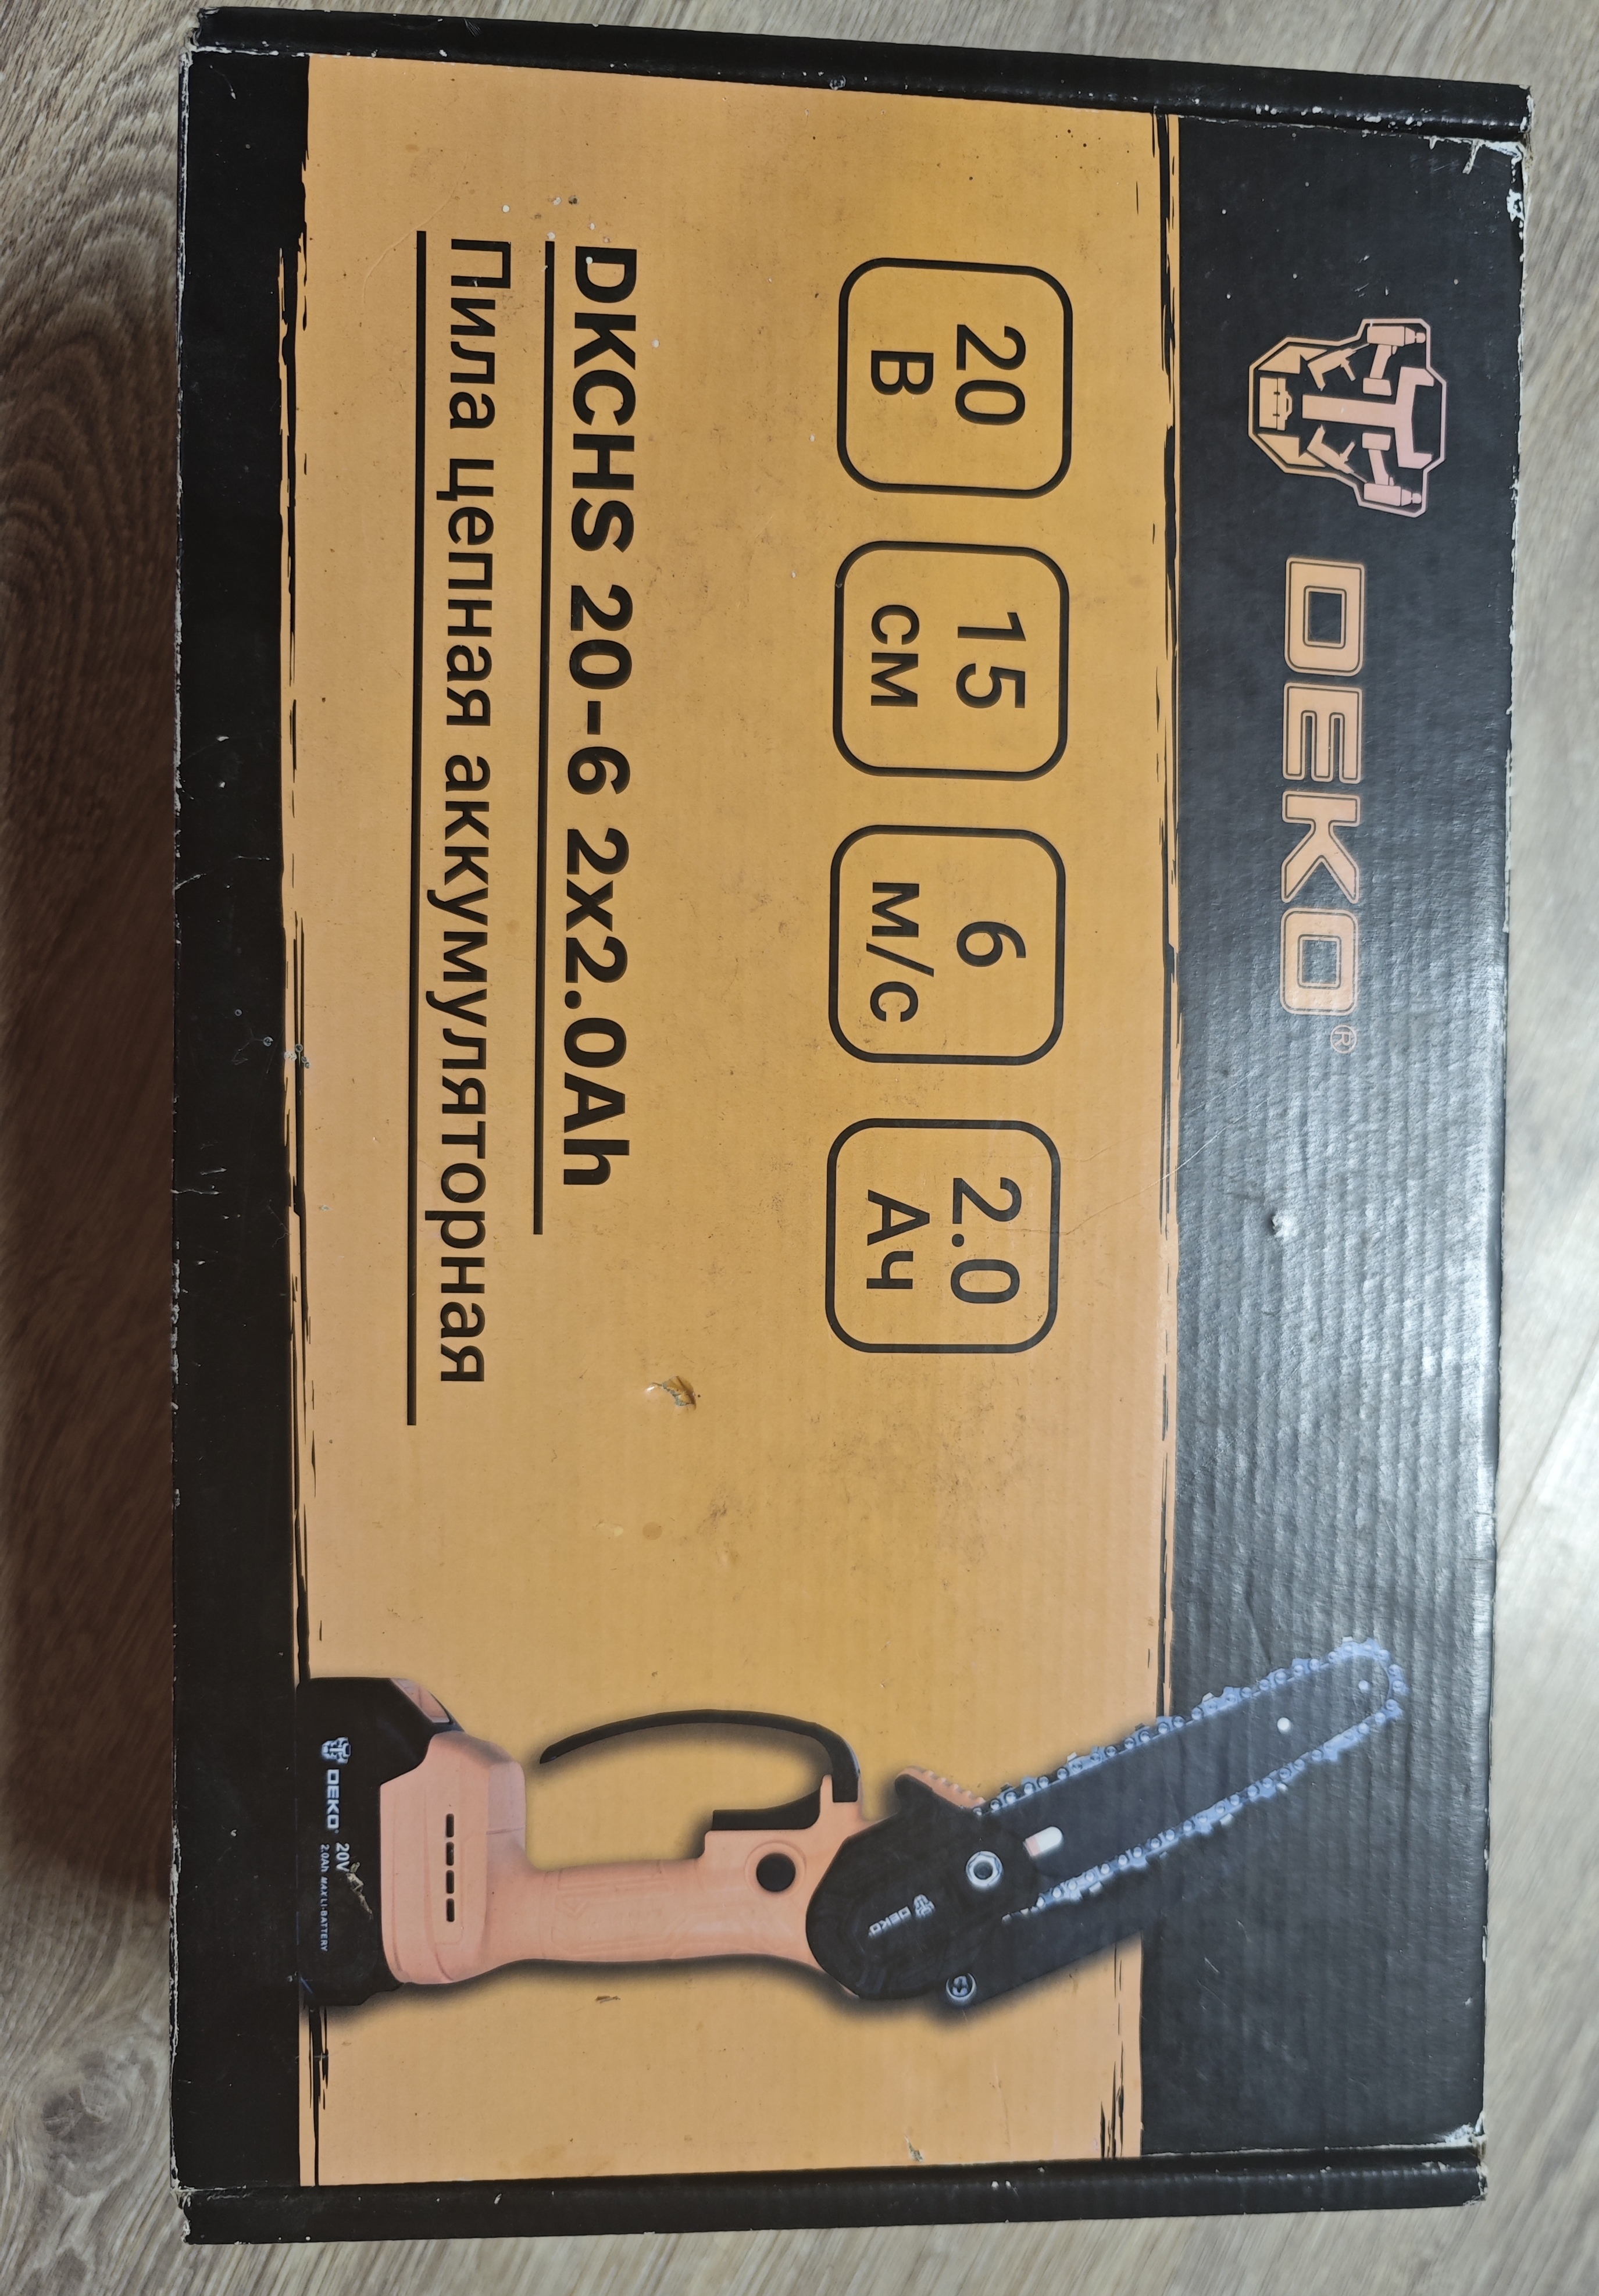 DEKO®
20
В
15
см
6
м/с
2.0
Ач
DKCHS 20-6 2x2.0Ah
Пила цепная аккумуляторная
DEKO
DEKO 20V
2.0Ah MAX LI-BATTERY